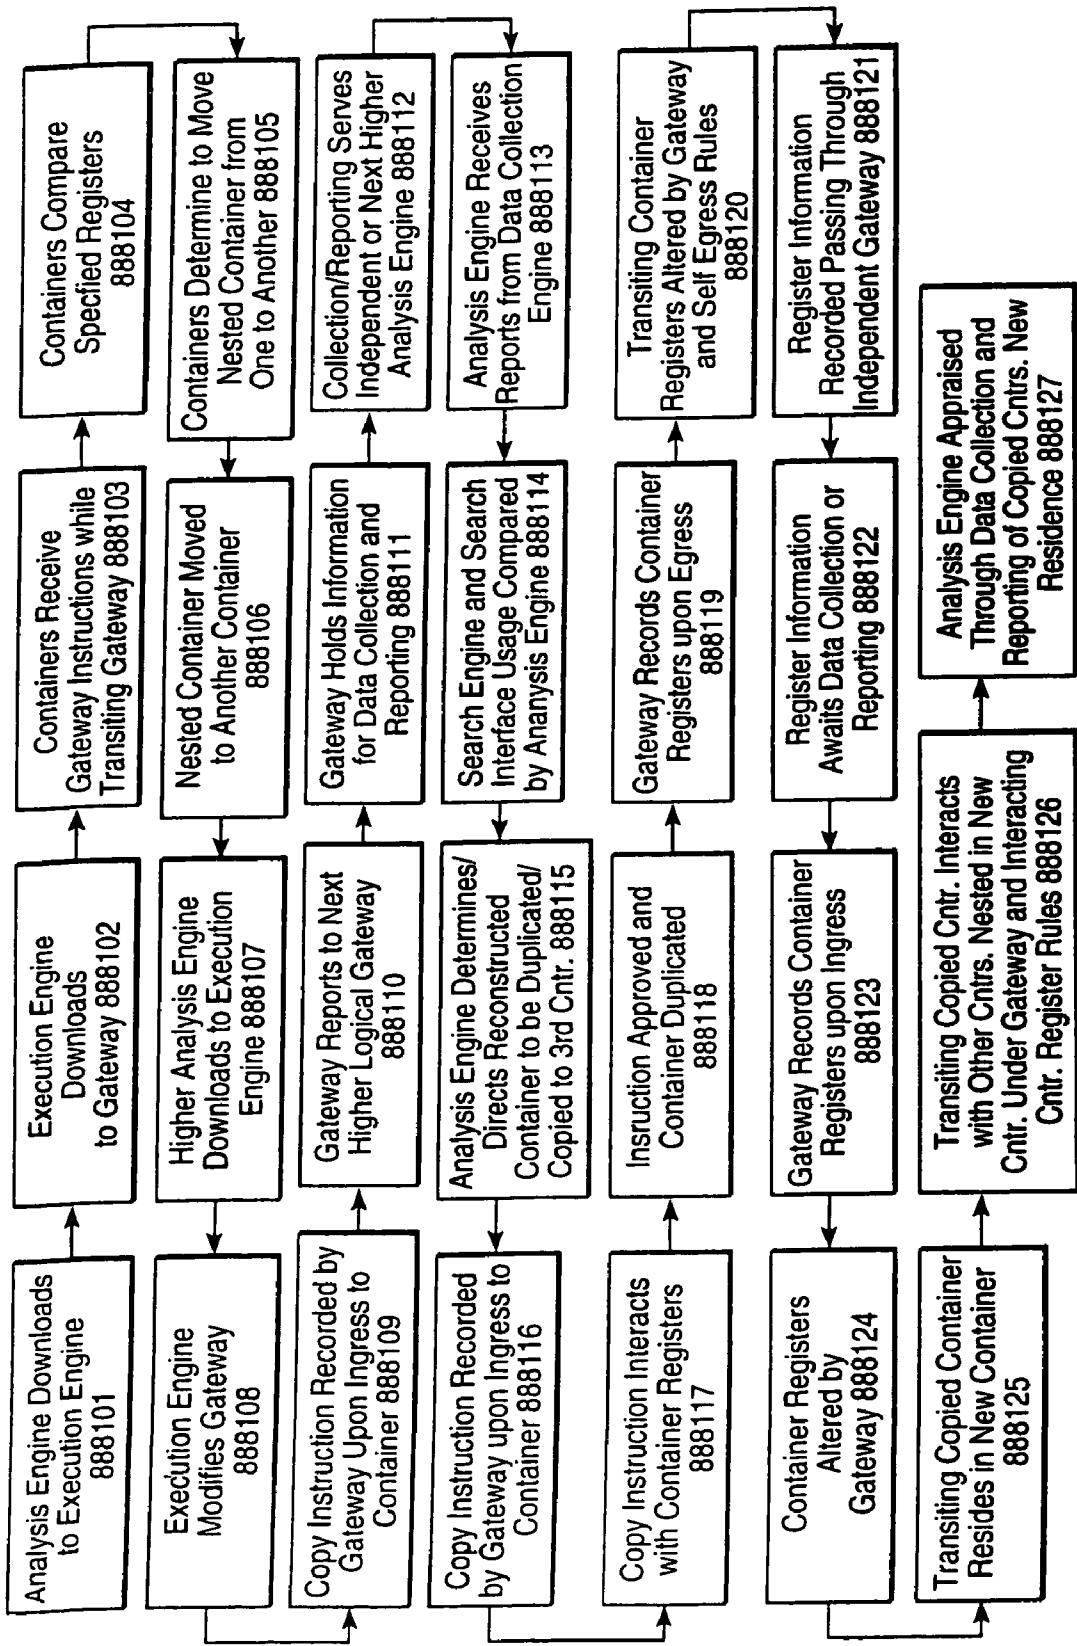 Analysis Engine Downloads
to Execution Engine
888101
Execution Engine
Downloads
to Gateway 888102
Containers Receive
Gateway Instructions while
Transiting Gateway 888103
Containers Compare
Specfied Registers
888104
Containers Determine to Move
Nested Container from
One to Another 888105
Nested Container Moved
to Another Container
888106
Higher Analysis Engine
Downloads to Execution
Engine 888107
Execution Engine
Modifies Gateway
888108
Copy Instruction Recorded by
Gateway Upon Ingress to
Container 888109
Gateway Reports to Next
Higher Logical Gateway
888110
Gateway Holds Information
for Data Collection and
Reporting 888111
Collection/Reporting Serves
Independent or Next Higher
Analysis Engine 888112
Analysis Engine Receives
Reports from Data Collection
Engine 888113
Search Engine and Search
Interface Usage Compared
by Ananysis Engine 888114
Analysis Engine Determines/
Directs Reconstructed
Container to be Duplicated/
Copied to 3rd Cntr. 888115
Copy Instruction Recorded
by Gateway upon Ingress to
Container 888116
Copy Instruction Interacts
with Container Registers
888117
Insruction Approved and
Container Duplicated
888118
Gateway Records Container
Registers upon Egress
888119
Transiting Container
Registers Altered by Gateway
and Self Egress Rules
888120
Register Information
Recorded Passing Through
Independent Gateway 888121
Register Information
Awaits Data Collection or
Reporting 888122
Gateway Records Container
Registers upon Ingress
888123
Container Registers
Altered by
Gateway 888124
Transiting Copied Container
Resides in New Container
888125
Transiting Copied Cntr. Interacts
with Other Cntrs. Nested in New
Cntr. Under Gateway and Interacting
Cntr. Register Rules 888126
Analysis Engine Appraised
Through Data Collection and
Reporting of Copied Cntrs. New
Residence 888127